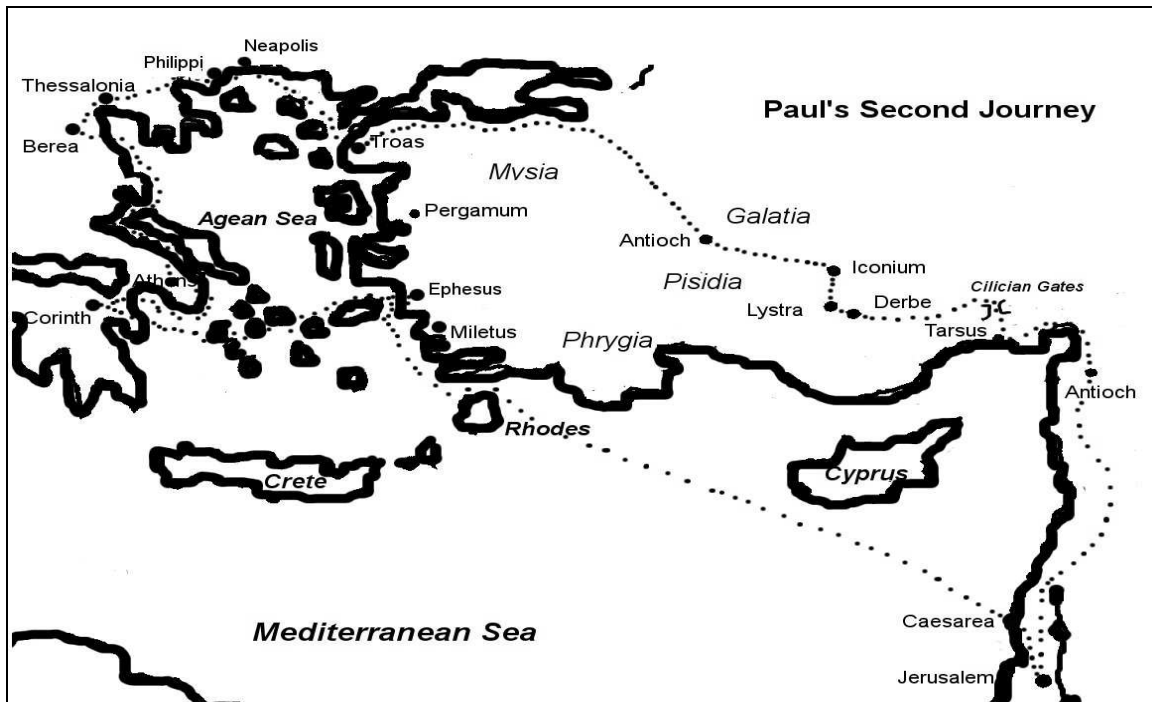 Neapolis
Philippi
Thessalonia
Paul's Second Journey
Berea
Troas
Mvsia
Agean Sea
Pergamum
Galatia
Antioch
Iconium
Pisidia
Athens
Ephesus
Cilician Gates
Corinth
Lystra
Derbe
Miletus
Tarsus
Phrygia
Antioch
Rhodes
Crete
Cyprus
Caesarea
Mediterranean Sea
Jerusalem